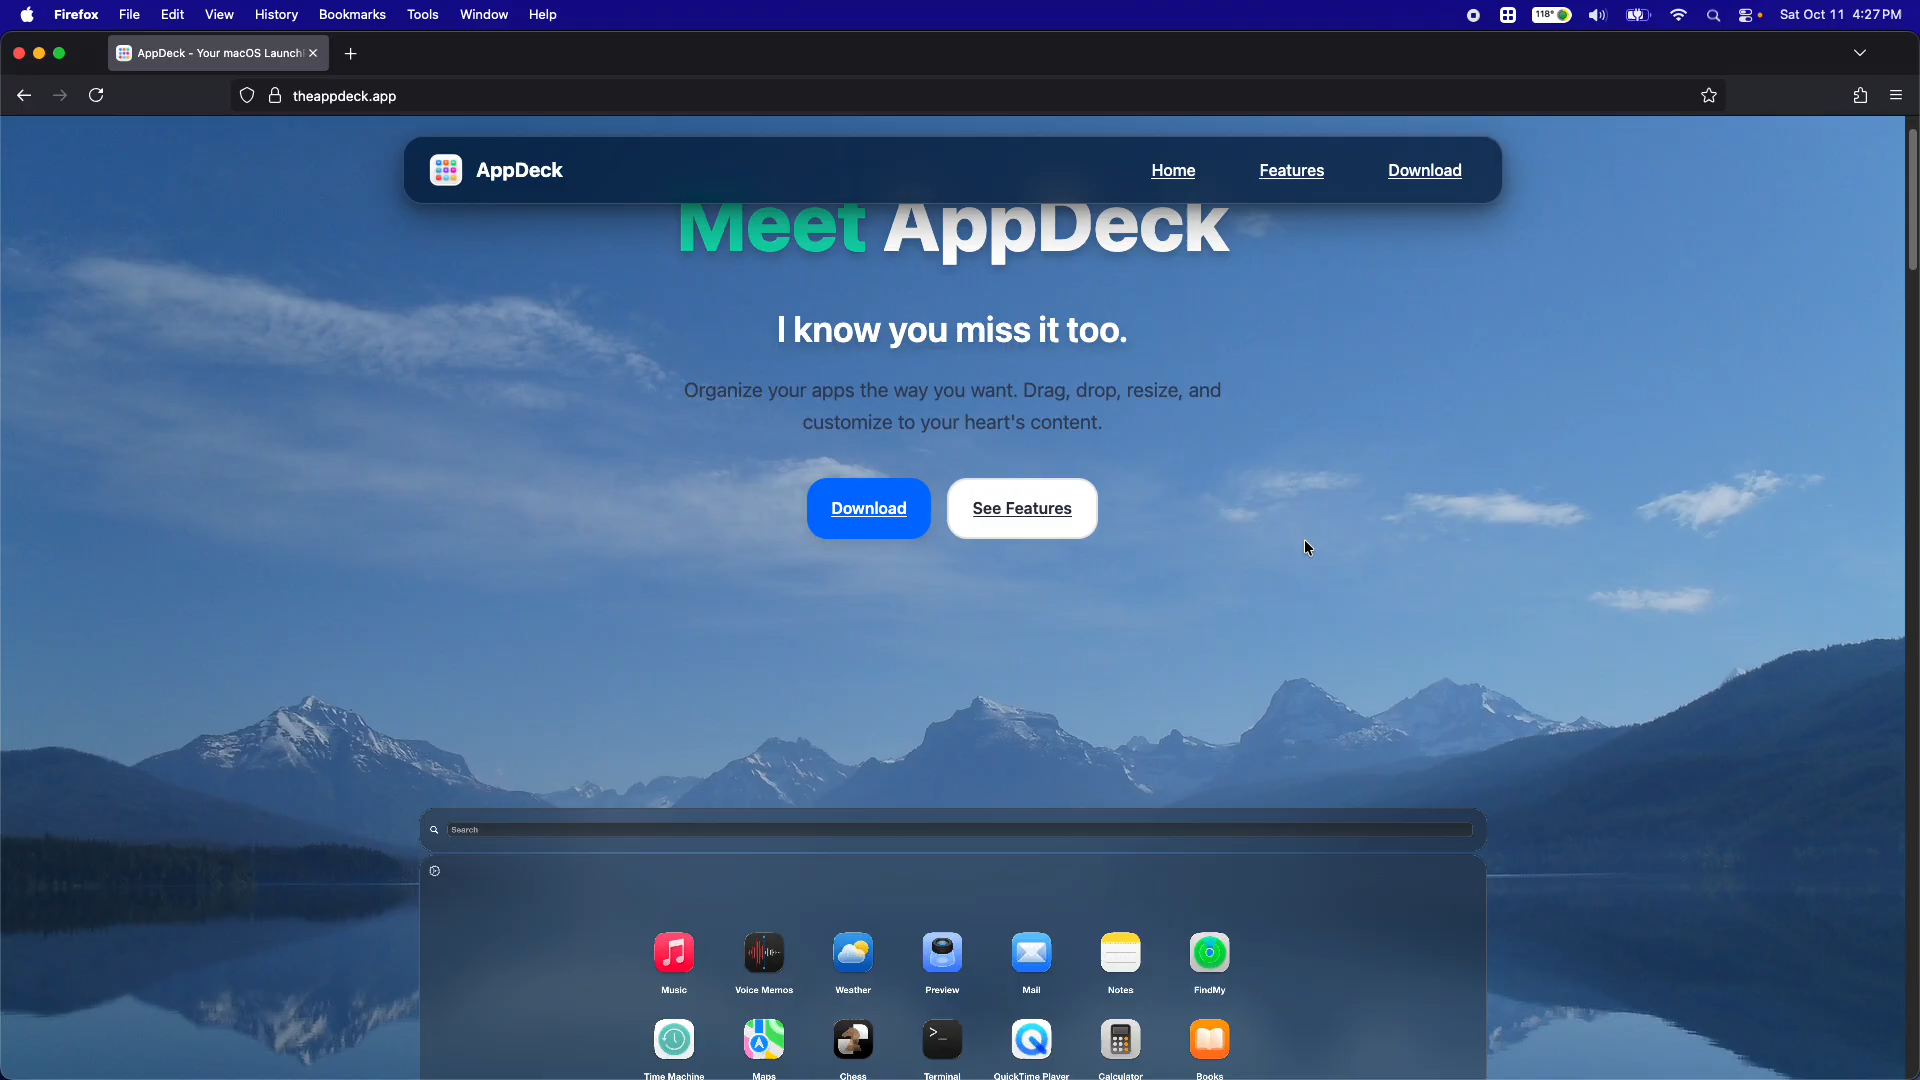 Firefox File Edit View History Bookmarks Tools Window Help
118° Sat Oct 11 4:27 PM
AppDeck - Your macOS Launch
theappdeck.app
AppDeck
Home Features Download
Meet AppDeck
I know you miss it too.
Organize your apps the way you want. Drag, drop, resize, and
customize to your heart's content.
Download See Features
Search
Music Voice Memos Weather Preview Mail Notes FindMy
Time Machine Maps Chess Terminal QuickTime Player Calculator Books